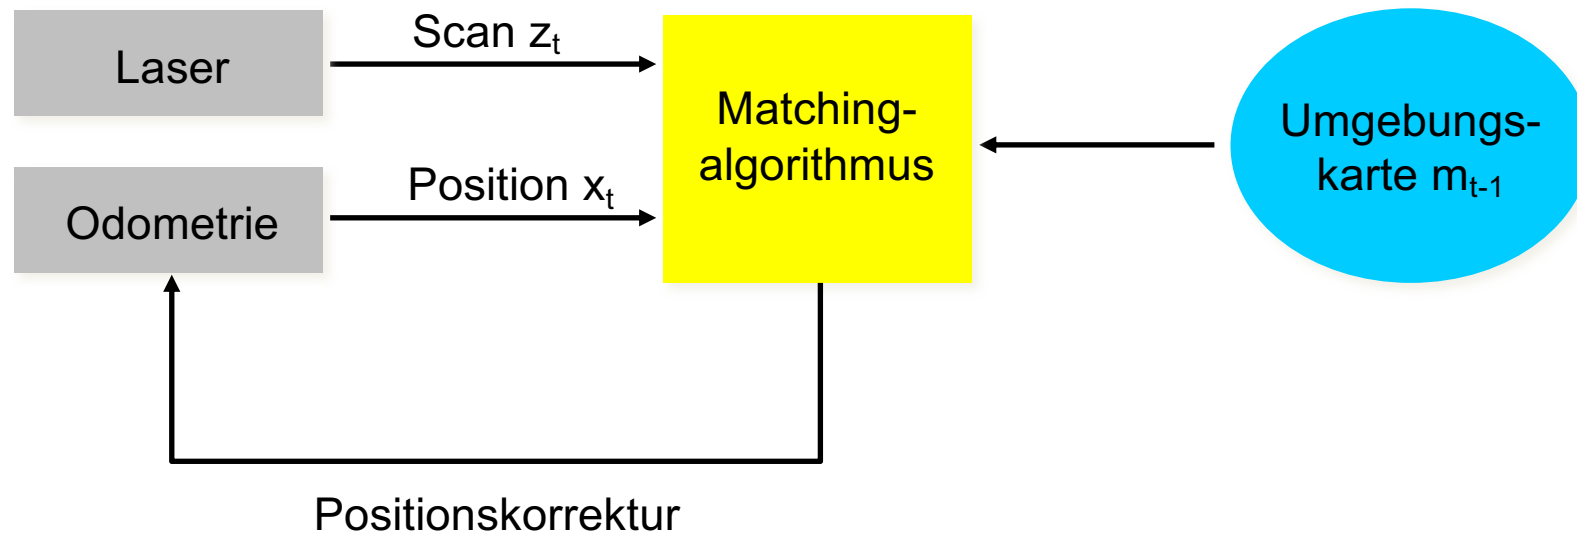 Laser
Scan zₜ
Matching-
algorithmus
Umgebungs-
karte mₜ₋₁
Odometrie
Position xₜ
Positionskorrektur